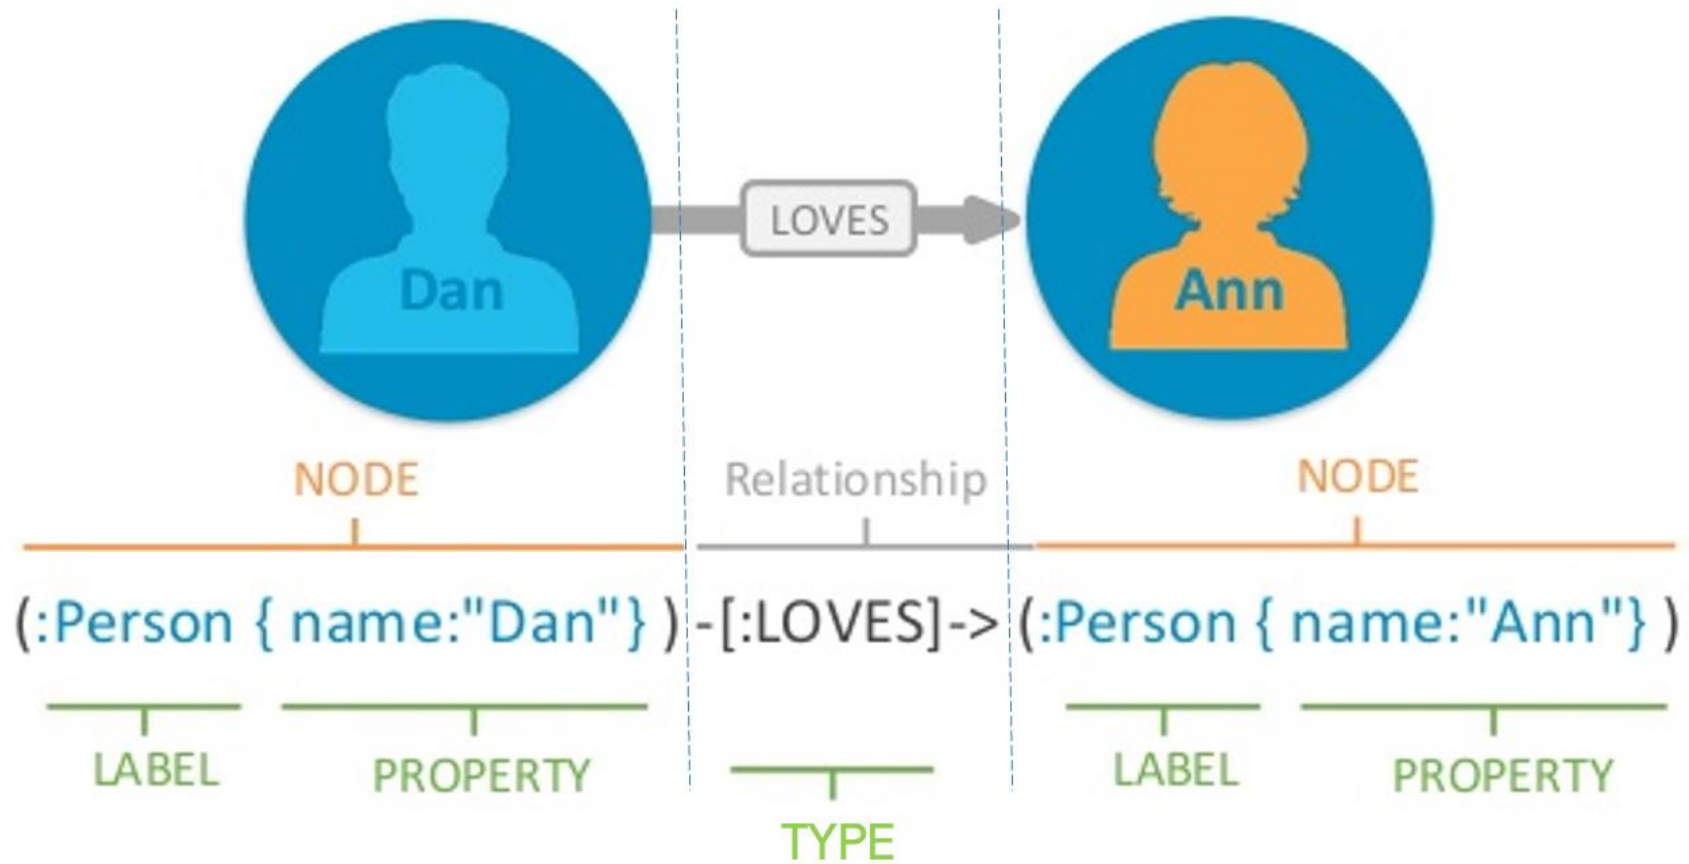 LOVES
Dan
Ann
NODE
Relationship
NODE
(:Person { name:"Dan"} ) -[:LOVES]-> (:Person { name:"Ann"} )
LABEL
PROPERTY
LABEL
PROPERTY
TYPE